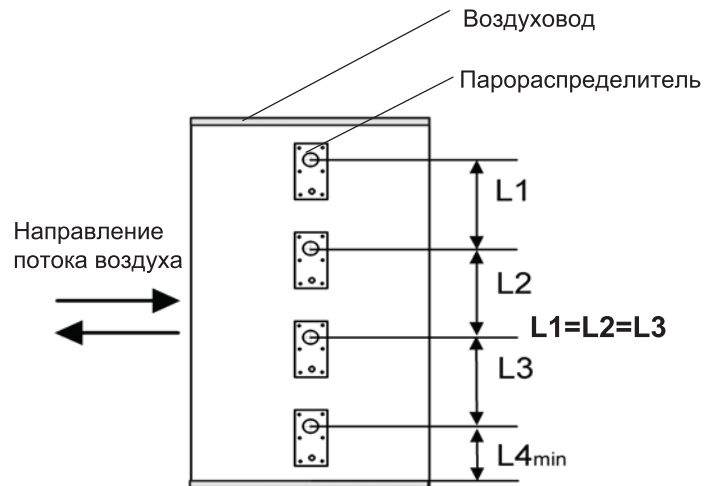 Воздуховод
Парораспределитель
L1
Направление
потока воздуха
L2
L1=L2=L3
L3
L4min